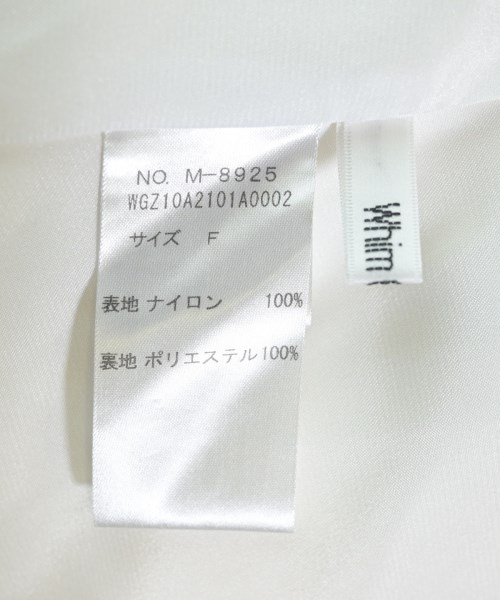 NO. M-8925
WGZ10A2101A0002
サイズ F
表地 ナイロン 100%
裏地 ポリエステル100%
Whim